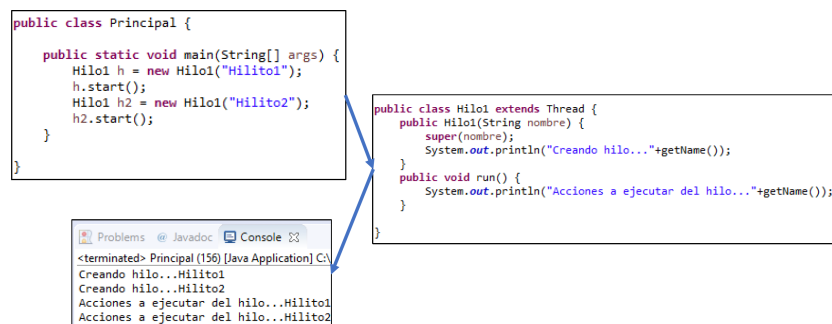 public class Principal {
public static void main(String[] args) {
Hilo1 h = new Hilo1("Hilito1");
h.start();
Hilo1 h2 = new Hilo1("Hilito2");
h2.start();
}
}
public class Hilo1 extends Thread {
public Hilo1(String nombre) {
super(nombre);
System.out.println("Creando hilo..."+getName());
}
public void run() {
System.out.println("Acciones a ejecutar del hilo..."+getName());
}
}
Problems @ Javadoc Console
<terminated> Principal (156) [Java Application] C:\
Creando hilo...Hilito1
Creando hilo...Hilito2
Acciones a ejecutar del hilo...Hilito1
Acciones a ejecutar del hilo...Hilito2